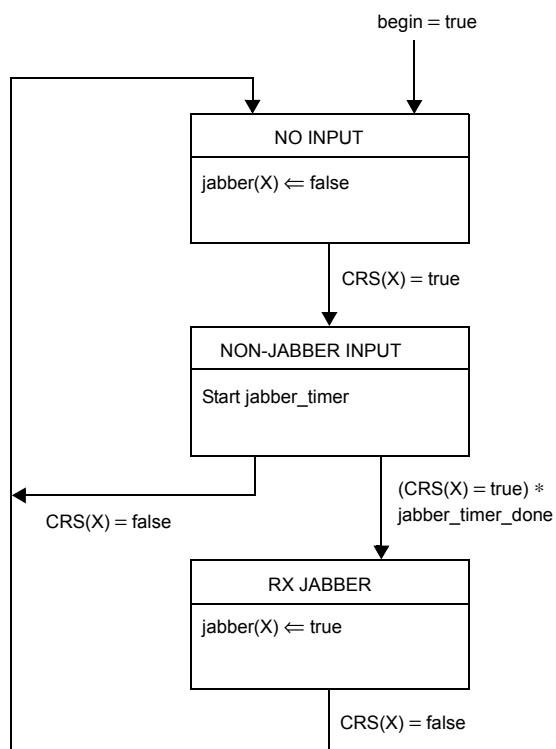 begin = true
NO INPUT
jabber(X) ⇐ false
CRS(X) = true
NON-JABBER INPUT
Start jabber_timer
(CRS(X) = true) *
jabber_timer_done
CRS(X) = false
RX JABBER
jabber(X) ⇐ true
CRS(X) = false